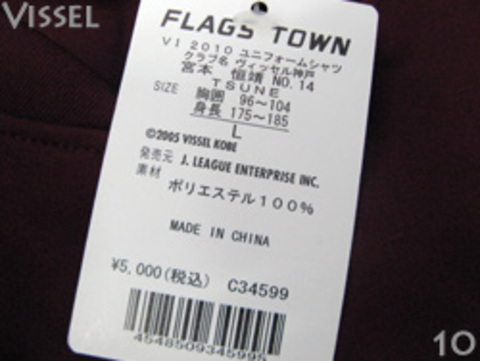 VISSEL
FLAGS TOWN
VI 2010 ユニフォームシャツ
クラブ名 ヴィッセル神戸
宮本 恒靖 NO.14
TSUNE
SIZE 胸囲 96~104
身長 175~185
L
©2005 VISSEL KOBE
発売元 J. LEAGUE ENTERPRISE INC.
素材
ポリエステル100%
MADE IN CHINA
¥5,000(税込) C34599
4548509345995
10